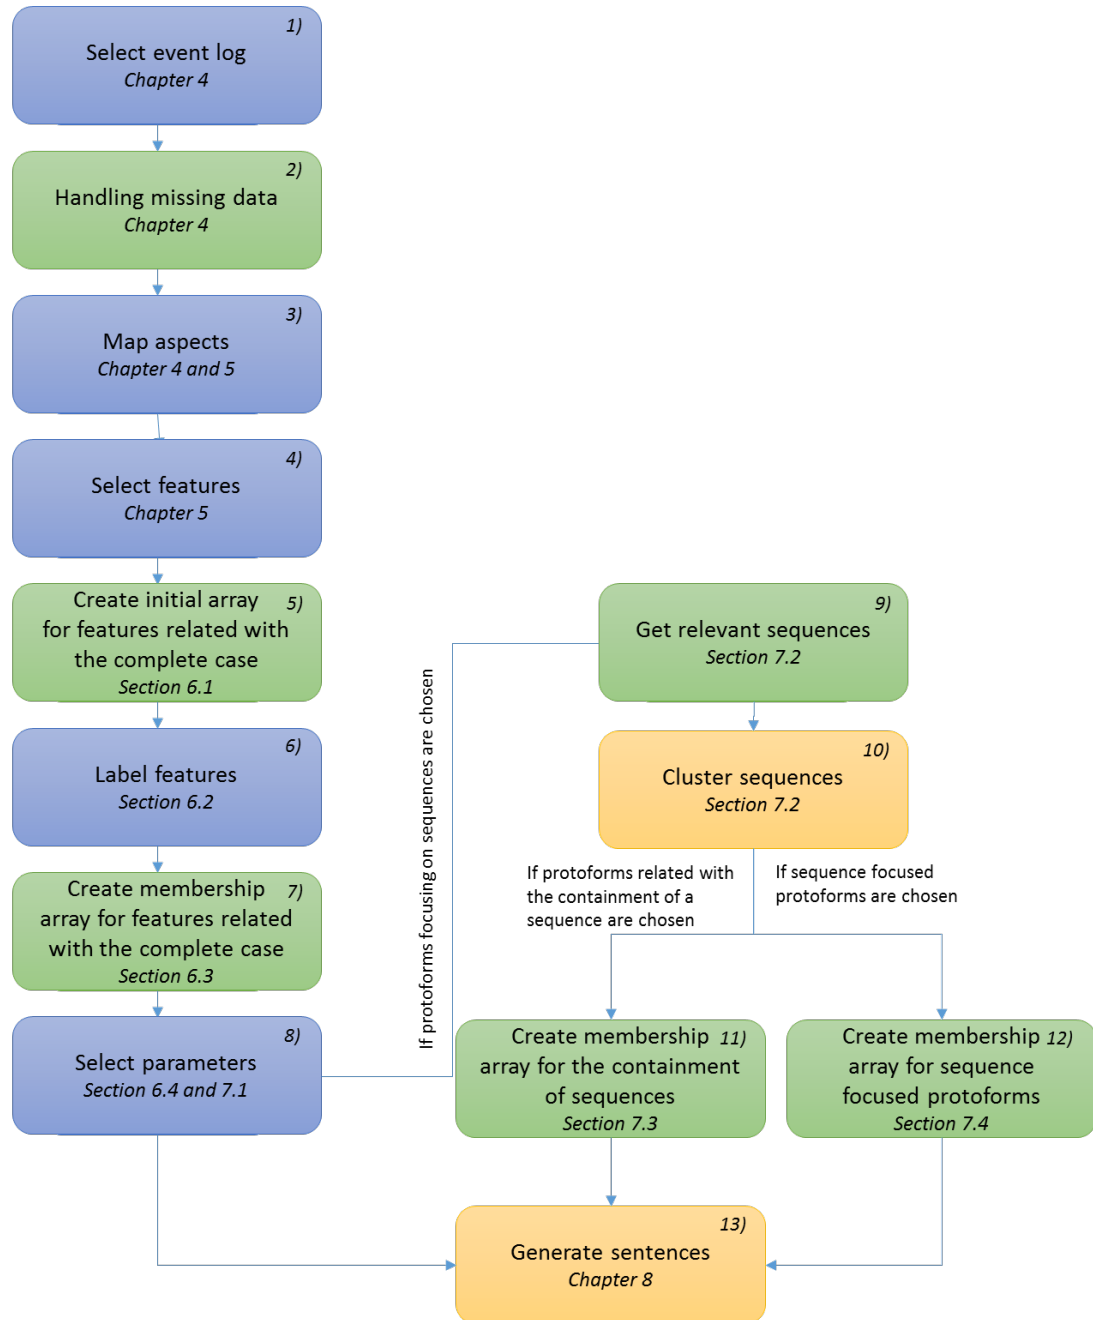 1)
Select event log
Chapter 4
2)
Handling missing data
Chapter 4
3)
Map aspects
Chapter 4 and 5
4)
Select features
Chapter 5
5)
Create initial array
for features related with
the complete case
Section 6.1
6)
Label features
Section 6.2
7)
Create membership
array for features related
with the complete case
Section 6.3
8)
Select parameters
Section 6.4 and 7.1
If protoforms focusing on sequences are chosen
9)
Get relevant sequences
Section 7.2
10)
Cluster sequences
Section 7.2
If protoforms related with
the containment of a
sequence are chosen
If sequence focused
protoforms are chosen
11)
Create membership
array for the containment
of sequences
Section 7.3
12)
Create membership
array for sequence
focused protoforms
Section 7.4
13)
Generate sentences
Chapter 8